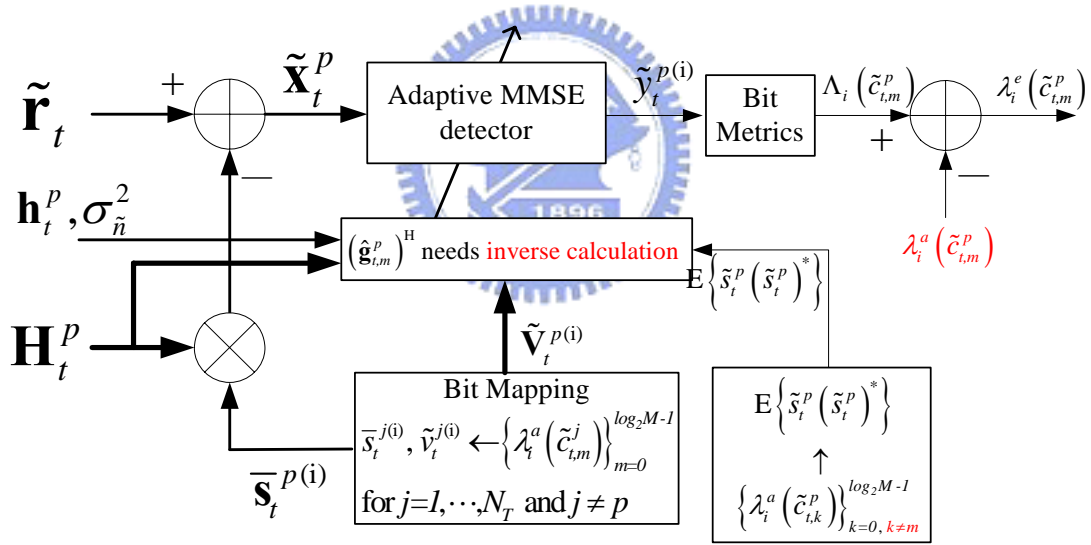 r̃_t
+
x̃_t^p
Adaptive MMSE
detector
ỹ_t^{p(i)}
Bit
Metrics
Λ_i (c̃_{t,m}^p)
+
λ_i^e (c̃_{t,m}^p)
—
λ_i^a (c̃_{t,m}^p)
—
h_t^p, σ_ñ^2
1896
(ĝ_{t,m}^p)^H needs inverse calculation
E{s̃_t^p (s̃_t^p)^*}
H_t^p
Ṽ_t^{p(i)}
s̄_t^{p(i)}
Bit Mapping
s̄_t^{j(i)}, ṽ_t^{j(i)} ← {λ_i^a (c̃_{t,m}^j)}_{m=0}^{log_2 M-1}
for j=1,⋯,N_T and j ≠ p
E{s̃_t^p (s̃_t^p)^*}
↑
{λ_i^a (c̃_{t,k}^p)}_{k=0, k≠m}^{log_2 M-1}